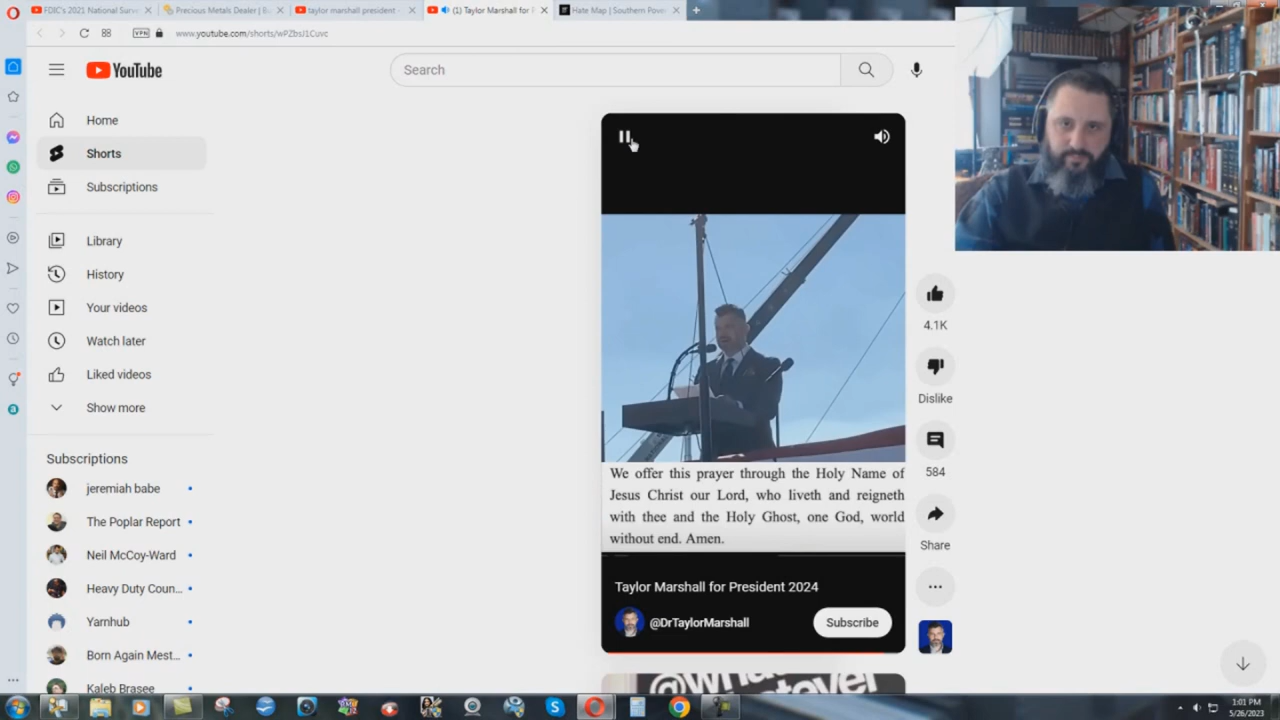 FDIC's 2021 National Surve
Precious Metals Dealer | Bu
taylor marshall president -
(1) Taylor Marshall for P
Hate Map | Southern Pover
VPN
www.youtube.com/shorts/wPZbsJ1Cuvc
YouTube
Search
Home
Shorts
Subscriptions
Library
History
Your videos
Watch later
Liked videos
Show more
Subscriptions
jeremiah babe
The Poplar Report
Neil McCoy-Ward
Heavy Duty Coun...
Yarnhub
Born Again Mest...
Kaleb Brasee
We offer this prayer through the Holy Name of
Jesus Christ our Lord, who liveth and reigneth
with thee and the Holy Ghost, one God, world
without end. Amen.
Taylor Marshall for President 2024
@DrTaylorMarshall
Subscribe
4.1K
Dislike
584
Share
1:01 PM
5/26/2023